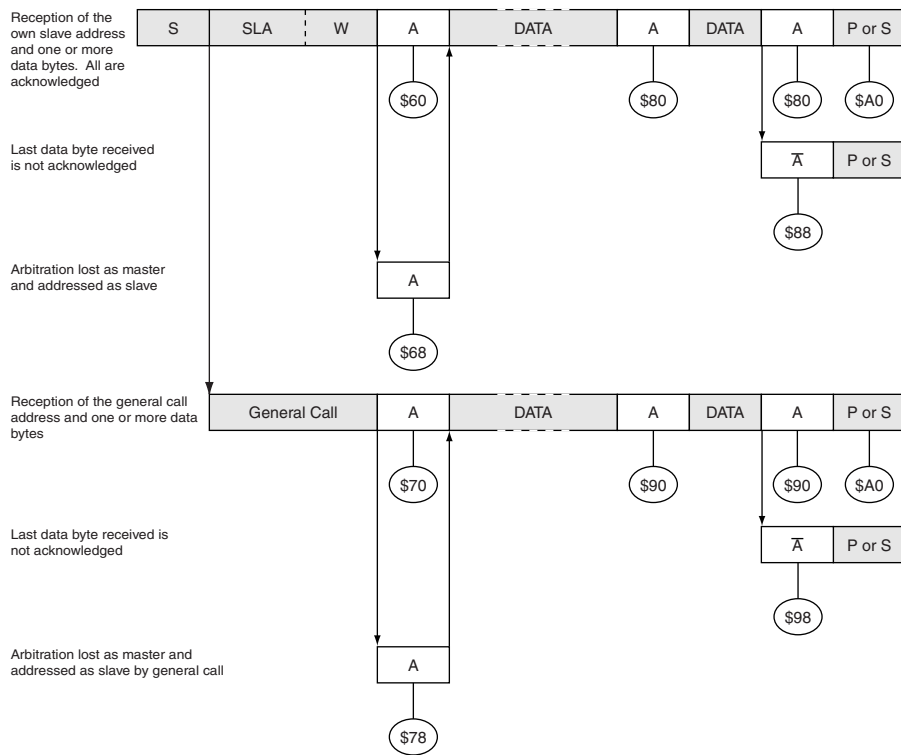 Reception of the
own slave address
and one or more
data bytes.  All are
acknowledged
S SLA W A DATA A DATA A P or S
$60 $80 $80 $A0
Last data byte received
is not acknowledged
A̅ P or S
$88
Arbitration lost as master
and addressed as slave
A
$68
Reception of the general call
address and one or more data
bytes
General Call A DATA A DATA A P or S
$70 $90 $90 $A0
Last data byte received is
not acknowledged
A̅ P or S
$98
Arbitration lost as master and
addressed as slave by general call
A
$78